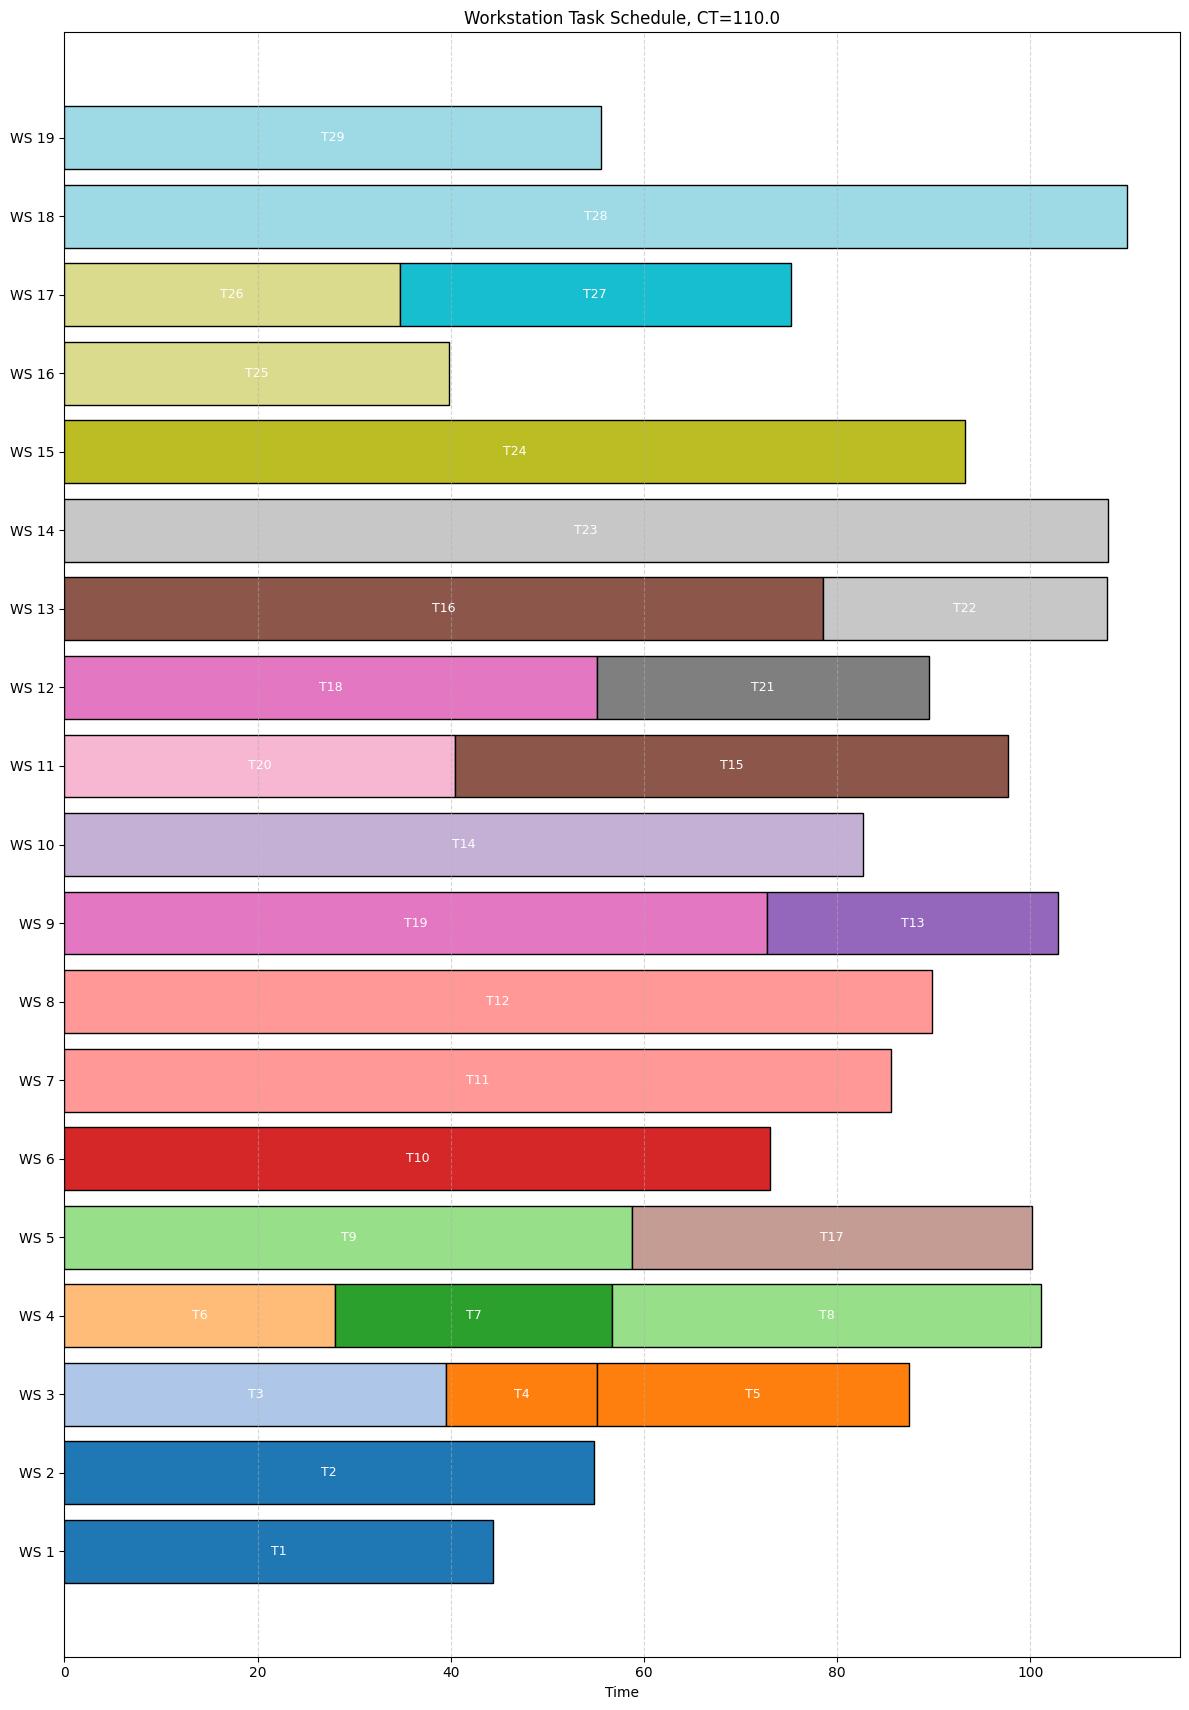 Workstation Task Schedule, CT=110.0
WS 19
T29
WS 18
T28
WS 17
T26 T27
WS 16
T25
WS 15
T24
WS 14
T23
WS 13
T16 T22
WS 12
T18 T21
WS 11
T20 T15
WS 10
T14
WS 9
T19 T13
WS 8
T12
WS 7
T11
WS 6
T10
WS 5
T9 T17
WS 4
T6 T7 T8
WS 3
T3 T4 T5
WS 2
T2
WS 1
T1
0 20 40 60 80 100
Time